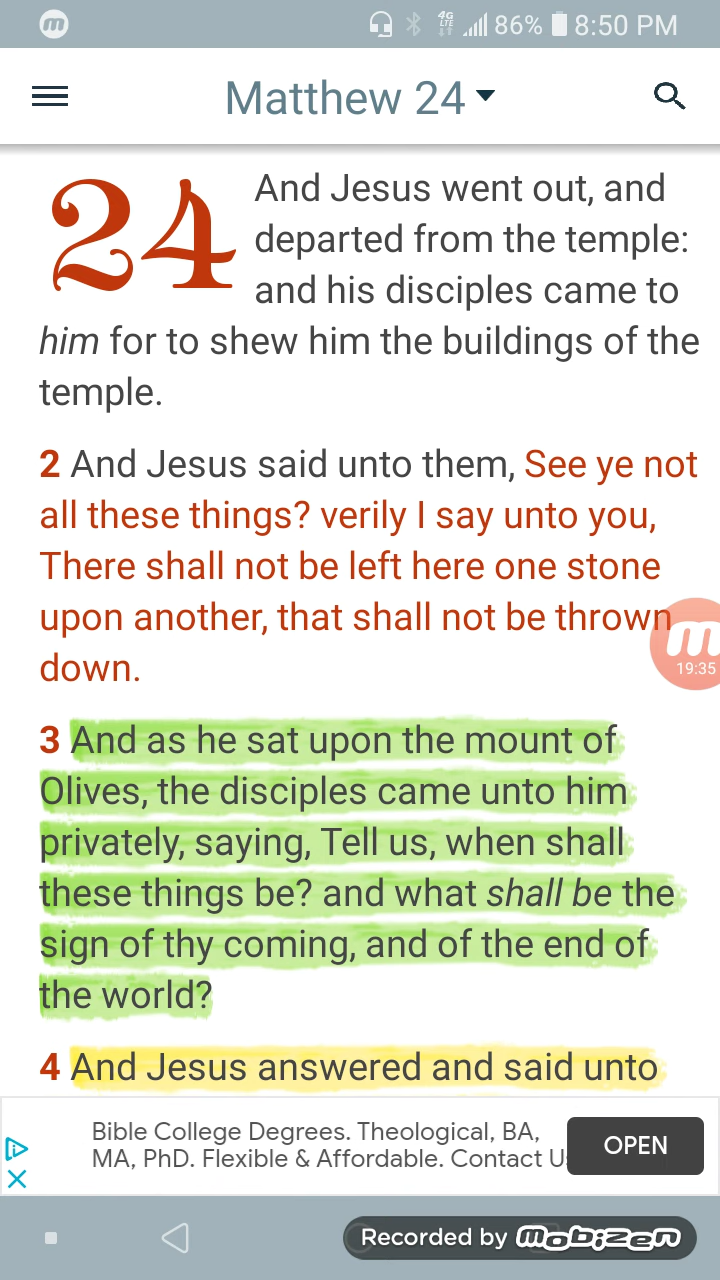 m 4G LTE 86% 8:50 PM
Matthew 24
24 And Jesus went out, and
departed from the temple:
and his disciples came to
him for to shew him the buildings of the
temple.
2 And Jesus said unto them, See ye not
all these things? verily I say unto you,
There shall not be left here one stone
upon another, that shall not be thrown
down.
m
19:35
3 And as he sat upon the mount of
Olives, the disciples came unto him
privately, saying, Tell us, when shall
these things be? and what shall be the
sign of thy coming, and of the end of
the world?
4 And Jesus answered and said unto
Bible College Degrees. Theological, BA,
MA, PhD. Flexible & Affordable. Contact Us
OPEN
Recorded by mobizen